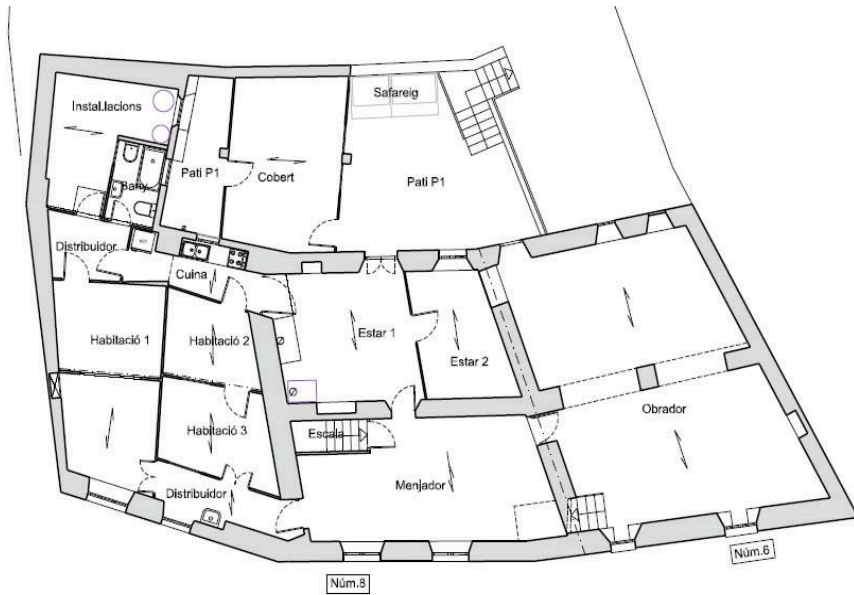 Safareig
Instal.lacions
Pati P1
Cobert
Pati P1
Bany
Distribuidor
Cuina
Habitació 1
Habitació 2
Estar 1
Estar 2
Obrador
Habitació 3
Escala
Menjador
Distribuidor
Núm.6
Núm.8